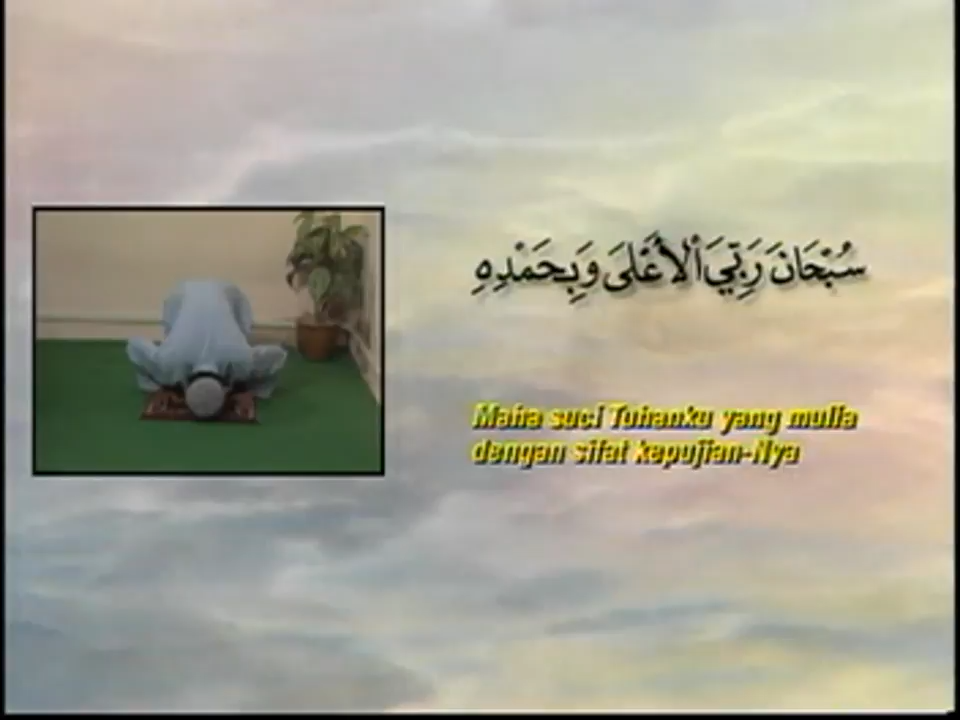 سُبْحَانَ رَبِّيَ الْأَعْلَى وَبِحَمْدِهِ
Maha suci Tuhanku yang mulia
dengan sifat kepujian-Nya